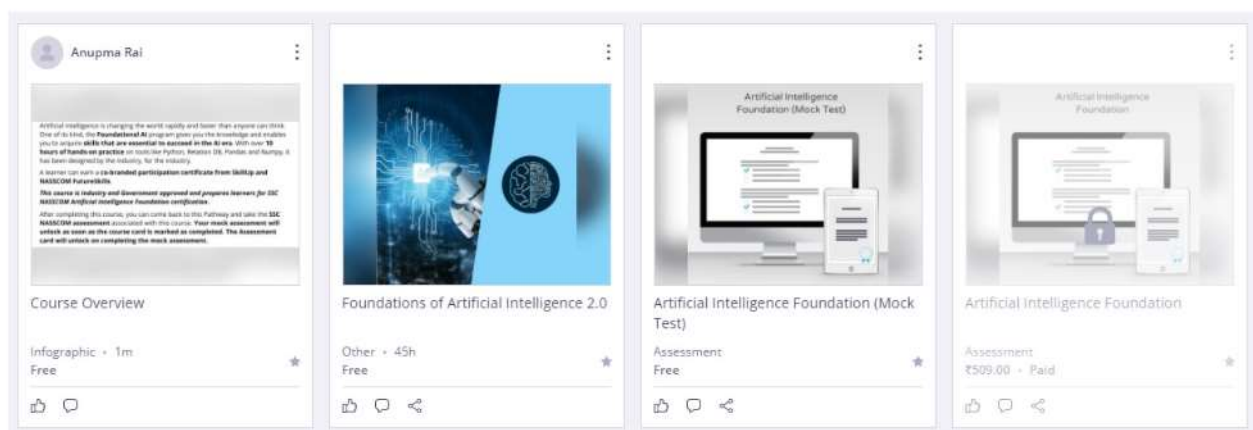 Anupma Rai
Artificial intelligence is changing the world rapidly and faster than anyone can think.
One of its kind, the Foundational AI program gives you the knowledge and enables
you to acquire skills that are essential to succeed in the AI era. With over 10
hours of hands-on practice on tools like Python, Relation DB, Pandas and Numpy, it
has been designed by the industry, for the industry.
A learner can earn a co-branded participation certificate from SkillUp and
NASSCOM FutureSkills.
This course is industry and Government approved and prepares learners for SSC
NASSCOM Artificial Intelligence Foundation certification.
After completing this course, you can come back to this Pathway and take the SSC
NASSCOM assessment associated with this course. Your mock assessment will
unlock as soon as the course card is marked as completed. The Assessment
card will unlock on completing the mock assessment.
Course Overview
Infographic • 1m
Free
Foundations of Artificial Intelligence 2.0
Other • 45h
Free
Artificial Intelligence
Foundation (Mock Test)
Artificial Intelligence Foundation (Mock
Test)
Assessment
Free
Artificial Intelligence
Foundation
Artificial Intelligence Foundation
Assessment
₹509.00 • Paid